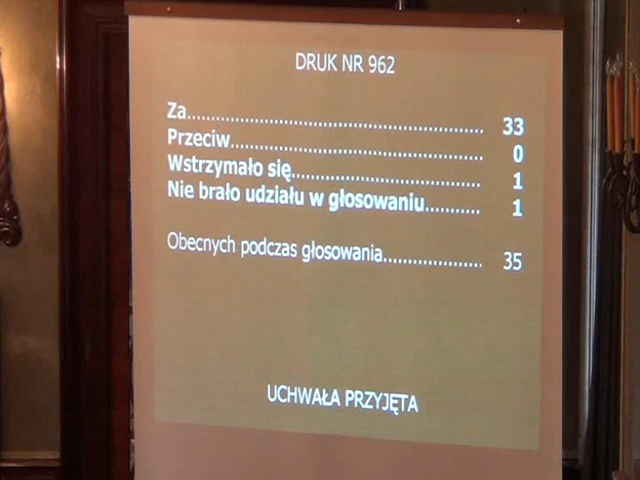 DRUK NR 962
Za.................................................. 33
Przeciw.......................................... 0
Wstrzymało się............................... 1
Nie brało udziału w głosowaniu......... 1
Obecnych podczas głosowania................ 35
UCHWAŁA PRZYJĘTA